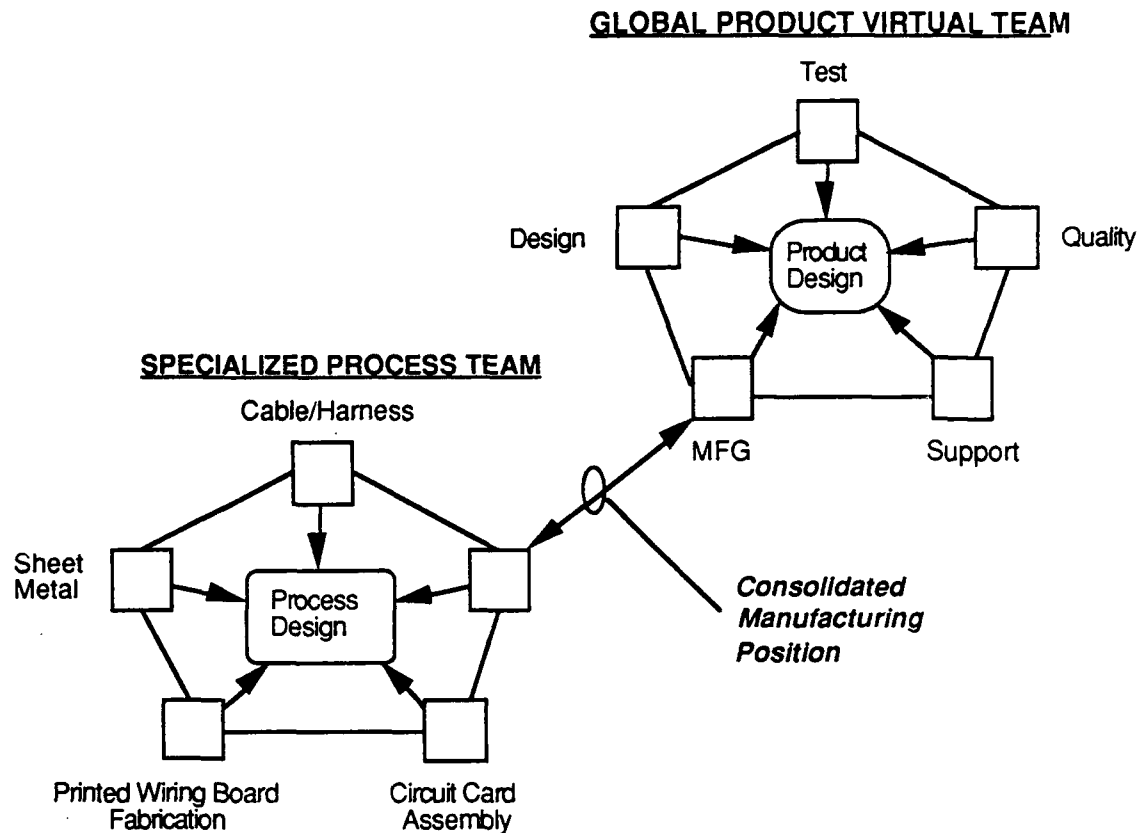 GLOBAL PRODUCT VIRTUAL TEAM
Test
Design
Quality
Product
Design
MFG
Support
SPECIALIZED PROCESS TEAM
Cable/Harness
Sheet
Metal
Process
Design
Printed Wiring Board
Fabrication
Circuit Card
Assembly
Consolidated
Manufacturing
Position